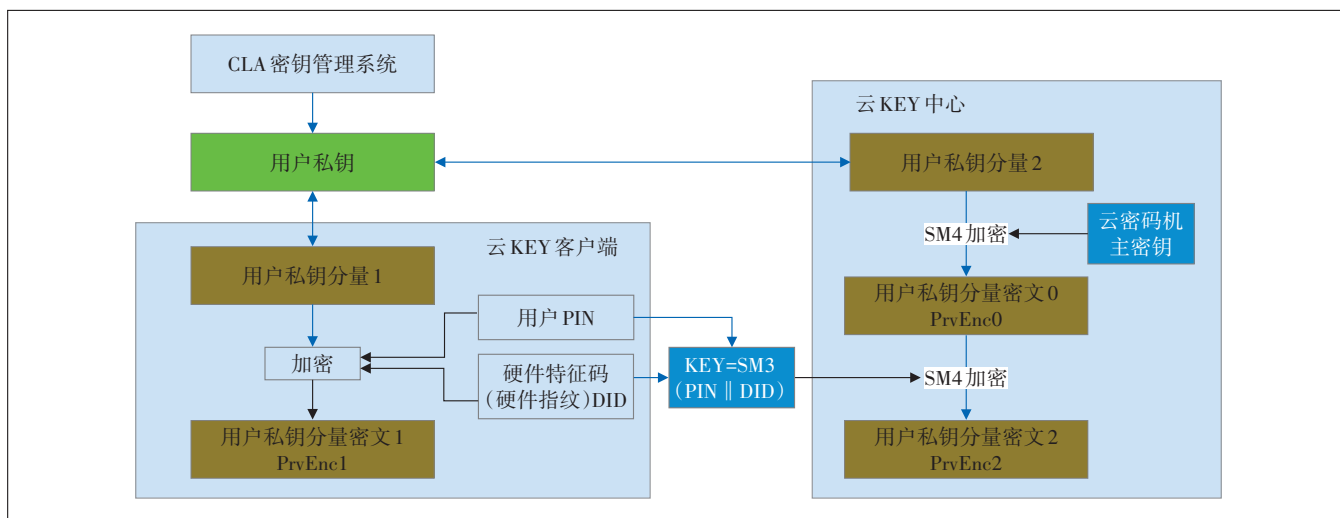 CLA密钥管理系统
用户私钥
云KEY客户端
用户私钥分量1
用户PIN
加密
硬件特征码
(硬件指纹)DID
用户私钥分量密文1
PrvEnc1
KEY=SM3
(PIN‖DID)
云KEY中心
用户私钥分量2
SM4加密
云密码机
主密钥
用户私钥分量密文0
PrvEnc0
SM4加密
用户私钥分量密文2
PrvEnc2